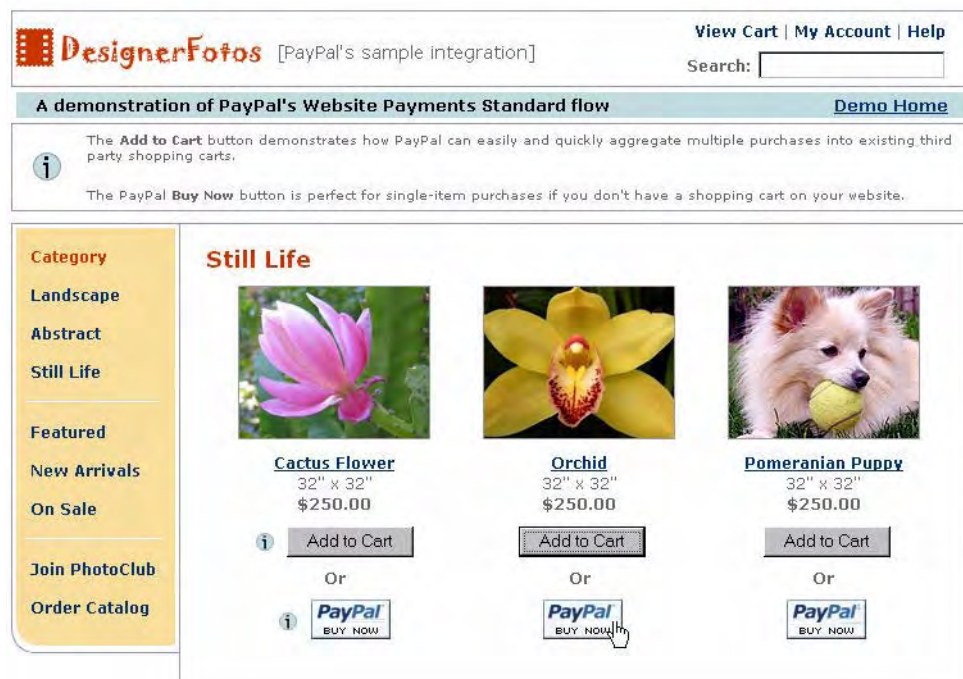 DesignerFotos [PayPal's sample integration]
View Cart | My Account | Help
Search:
A demonstration of PayPal's Website Payments Standard flow
Demo Home
The Add to Cart button demonstrates how PayPal can easily and quickly aggregate multiple purchases into existing third
party shopping carts.
The PayPal Buy Now button is perfect for single-item purchases if you don't have a shopping cart on your website.
Category
Landscape
Abstract
Still Life
Featured
New Arrivals
On Sale
Join PhotoClub
Order Catalog
Still Life
Cactus Flower
32" x 32"
$250.00
Add to Cart
Or
PayPal
BUY NOW
Orchid
32" x 32"
$250.00
Add to Cart
Or
PayPal
BUY NOW
Pomeranian Puppy
32" x 32"
$250.00
Add to Cart
Or
PayPal
BUY NOW